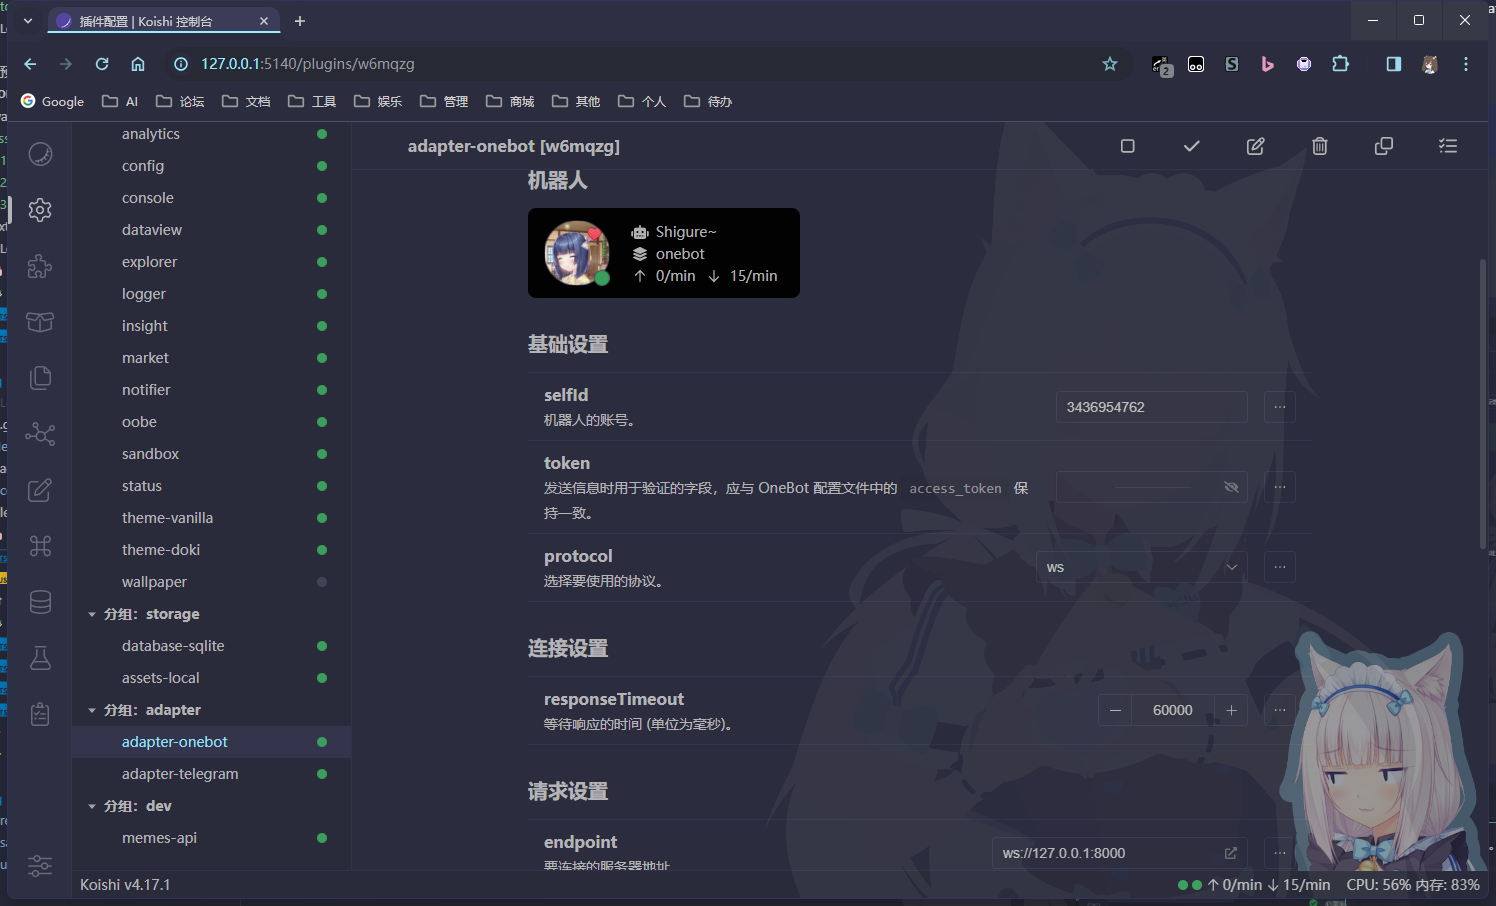 插件配置 | Koishi 控制台
127.0.0.1:5140/plugins/w6mqzg
2
Google
AI
论坛
文档
工具
娱乐
管理
商城
其他
个人
待办
analytics
config
console
dataview
explorer
logger
insight
market
notifier
oobe
sandbox
status
theme-vanilla
theme-doki
wallpaper
分组：storage
database-sqlite
assets-local
分组：adapter
adapter-onebot
adapter-telegram
分组：dev
memes-api
adapter-onebot [w6mqzg]
机器人
Shigure~
onebot
0/min 15/min
基础设置
selfId
机器人的账号。
3436954762
token
发送信息时用于验证的字段，应与 OneBot 配置文件中的 access_token 保
持一致。
protocol
选择要使用的协议。
ws
连接设置
responseTimeout
等待响应的时间 (单位为毫秒)。
60000
请求设置
endpoint
要连接的服务器地址
ws://127.0.0.1:8000
Koishi v4.17.1
0/min 15/min CPU: 56% 内存: 83%